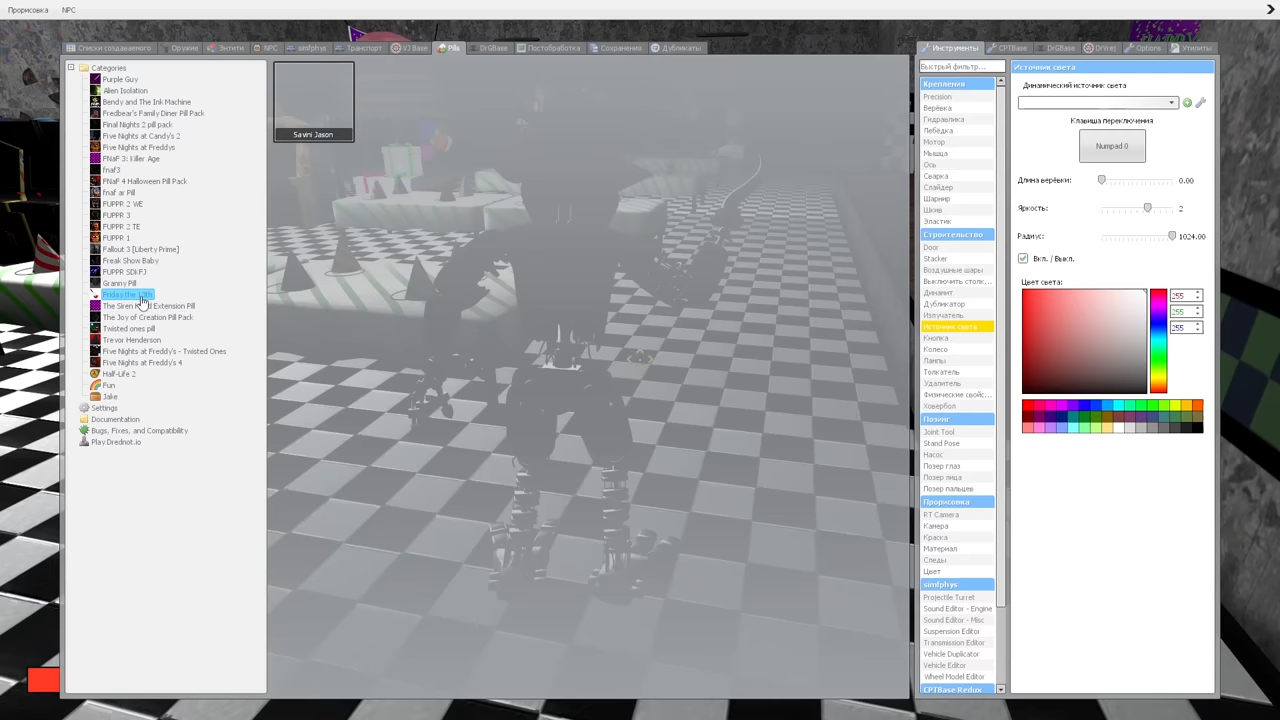 Прорисовка NPC
Списки создаваемого Оружие Энтити NPC simfphys Транспорт VJ Base Pills DrGBase Постобработка Сохранения Дубликаты
Инструменты CPTBase DrGBase DrVrej Options Утилиты
Categories
Purple Guy
Alien Isolation
Bendy and The Ink Machine
Fredbear's Family Diner Pill Pack
Final Nights 2 pill pack
Five Nights at Candy's 2
Five Nights at Freddys
FNaF 3: Killer Age
fnaf3
FNAF 4 Halloween Pill Pack
fnaf ar Pill
FUPPR 2 WE
FUPPR 3
FUPPR 2 TE
FUPPR 1
Fallout 3 [Liberty Prime]
Freak Show Baby
FUPPR SDI:FJ
Granny Pill
Friday the 13th
The Siren Head Extension Pill
The Joy of Creation Pill Pack
Twisted ones pill
Trevor Henderson
Five Nights at Freddy's - Twisted Ones
Five Nights at Freddy's 4
Half-Life 2
Fun
Jake
Settings
Documentation
Bugs, Fixes, and Compatibility
Play Drednot.io
Savini Jason
Быстрый фильтр...
Крепления
Precision
Верёвка
Гидравлика
Лебёдка
Мотор
Мышца
Ось
Сварка
Слайдер
Шарнир
Шкив
Эластик
Строительство
Door
Stacker
Воздушные шары
Выключить столк...
Динамит
Дубликатор
Излучатель
Источник света
Кнопка
Колесо
Лампы
Толкатель
Удалитель
Физические свойс...
Ховербол
Позинг
Joint Tool
Stand Pose
Насос
Позер глаз
Позер лица
Позер пальцев
Прорисовка
RT Camera
Камера
Краска
Материал
Следы
Цвет
simfphys
Projectile Turret
Sound Editor - Engine
Sound Editor - Misc
Suspension Editor
Transmission Editor
Vehicle Duplicator
Vehicle Editor
Wheel Model Editor
CPTBase Redux
Источник света
Динамический источник света
Клавиша переключения
Numpad 0
Длина верёвки: 0.00
Яркость: 2
Радиус: 1024.00
Вкл. / Выкл.
Цвет света:
255
255
255